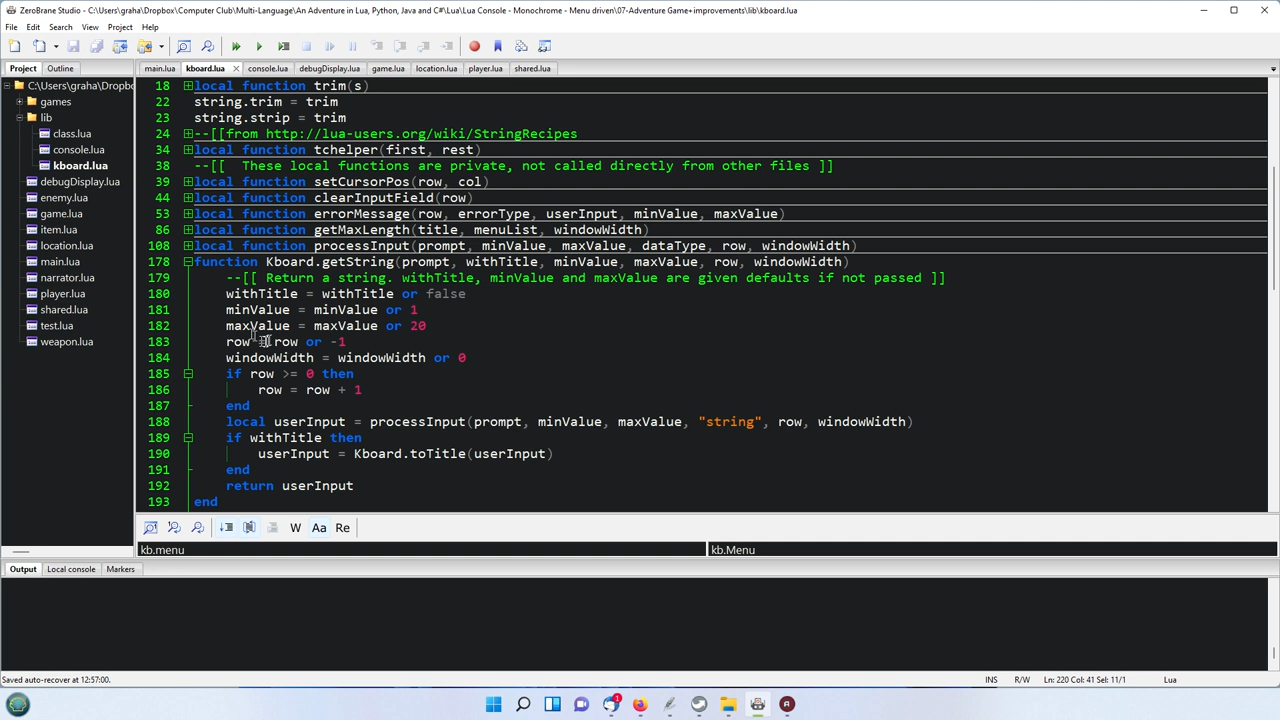 ZeroBrane Studio - C:\Users\graha\Dropbox\Computer Club\Multi-Language\An Adventure in Lua, Python, Java and C#\Lua\Lua Console - Monochrome - Menu driven\07-Adventure Game+improvements\lib\kboard.lua
File Edit Search View Project Help
Project Outline
main.lua kboard.lua console.lua debugDisplay.lua game.lua location.lua player.lua shared.lua
C:\Users\graha\Dropbo
games
lib
class.lua
console.lua
kboard.lua
debugDisplay.lua
enemy.lua
game.lua
item.lua
location.lua
main.lua
narrator.lua
player.lua
shared.lua
test.lua
weapon.lua
18 local function trim(s)
22 string.trim = trim
23 string.strip = trim
24 --[[from http://lua-users.org/wiki/StringRecipes
34 local function tchelper(first, rest)
38 --[[ These local functions are private, not called directly from other files ]]
39 local function setCursorPos(row, col)
44 local function clearInputField(row)
53 local function errorMessage(row, errorType, userInput, minValue, maxValue)
86 local function getMaxLength(title, menuList, windowWidth)
108 local function processInput(prompt, minValue, maxValue, dataType, row, windowWidth)
178 function Kboard.getString(prompt, withTitle, minValue, maxValue, row, windowWidth)
179 --[[ Return a string. withTitle, minValue and maxValue are given defaults if not passed ]]
180 withTitle = withTitle or false
181 minValue = minValue or 1
182 maxValue = maxValue or 20
183 row = row or -1
184 windowWidth = windowWidth or 0
185 if row >= 0 then
186 row = row + 1
187 end
188 local userInput = processInput(prompt, minValue, maxValue, "string", row, windowWidth)
189 if withTitle then
190 userInput = Kboard.toTitle(userInput)
191 end
192 return userInput
193 end
W Aa Re
kb.menu kb.Menu
Output Local console Markers
Saved auto-recover at 12:57:00. INS R/W Ln: 220 Col: 41 Sel: 11/1 Lua
1